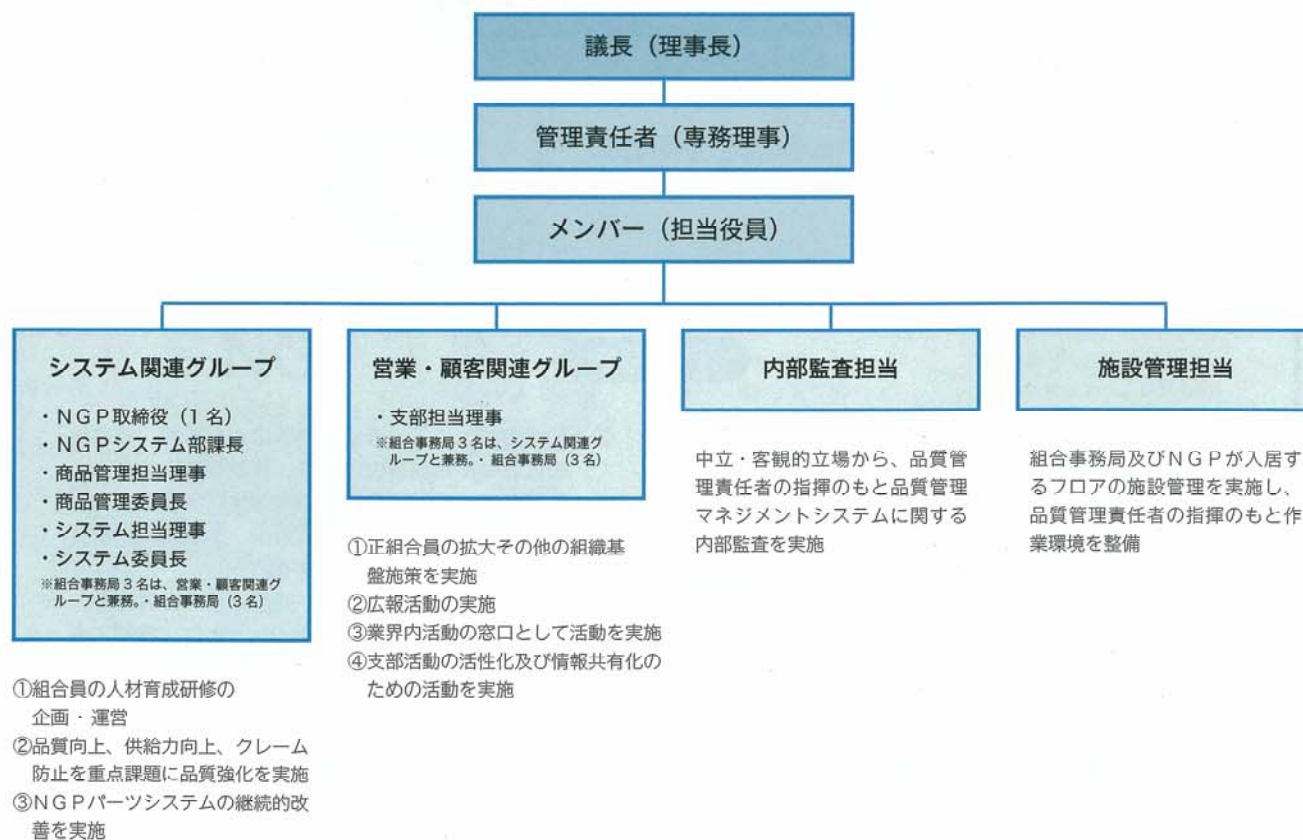 議長（理事長）
管理責任者（専務理事）
メンバー（担当役員）
システム関連グループ
・ＮＧＰ取締役（1名）
・ＮＧＰシステム部課長
・商品管理担当理事
・商品管理委員長
・システム担当理事
・システム委員長
※組合事務局3名は、営業・顧客関連グ
ループと兼務。・組合事務局（3名）
①組合員の人材育成研修の
企画・運営
②品質向上、供給力向上、クレーム
防止を重点課題に品質強化を実施
③ＮＧＰパーツシステムの継続的改
善を実施
営業・顧客関連グループ
・支部担当理事
※組合事務局3名は、システム関連グ
ループと兼務。・組合事務局（3名）
①正組合員の拡大その他の組織基
盤施策を実施
②広報活動の実施
③業界内活動の窓口として活動を実施
④支部活動の活性化及び情報共有化の
ための活動を実施
内部監査担当
中立・客観的立場から、品質管
理責任者の指揮のもと品質管理
マネジメントシステムに関する
内部監査を実施
施設管理担当
組合事務局及びＮＧＰが入居す
るフロアの施設管理を実施し、
品質管理責任者の指揮のもと作
業環境を整備